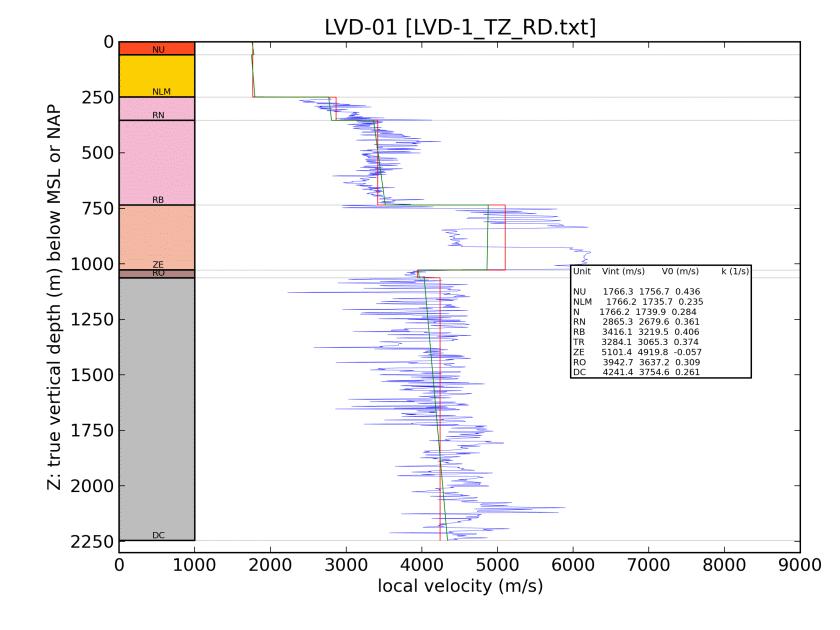 LVD-01 [LVD-1_TZ_RD.txt]
Z: true vertical depth (m) below MSL or NAP
0
250
500
750
1000
1250
1500
1750
2000
2250
NU
NLM
RN
RB
ZE
RO
DC
Unit Vint (m/s) V0 (m/s) k (1/s)
NU 1766.3 1756.7 0.436
NLM 1766.2 1735.7 0.235
N 1766.2 1739.9 0.284
RN 2865.3 2679.6 0.361
RB 3416.1 3219.5 0.406
TR 3284.1 3065.3 0.374
ZE 5101.4 4919.8 -0.057
RO 3942.7 3637.2 0.309
DC 4241.4 3754.6 0.261
0 1000 2000 3000 4000 5000 6000 7000 8000 9000
local velocity (m/s)